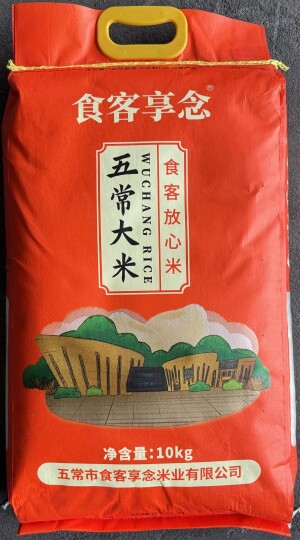 食客享念®
五常大米
WUCHANG RICE
食客放心米
净含量:10kg
五常市食客享念米业有限公司